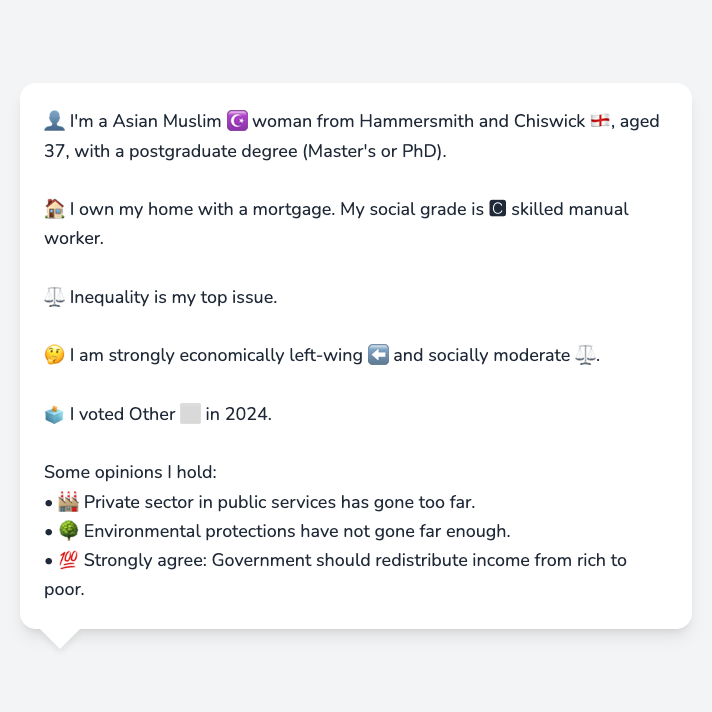 👤 I'm a Asian Muslim ☪️ woman from Hammersmith and Chiswick 🏴󠁧󠁢󠁥󠁮󠁧󠁿, aged
37, with a postgraduate degree (Master's or PhD).
🏠 I own my home with a mortgage. My social grade is 🅲 skilled manual
worker.
⚖️ Inequality is my top issue.
🤔 I am strongly economically left-wing ⬅️ and socially moderate ⚖️.
🗳️ I voted Other ⬜ in 2024.
Some opinions I hold:
• 🏭 Private sector in public services has gone too far.
• 🌳 Environmental protections have not gone far enough.
• 💯 Strongly agree: Government should redistribute income from rich to
poor.